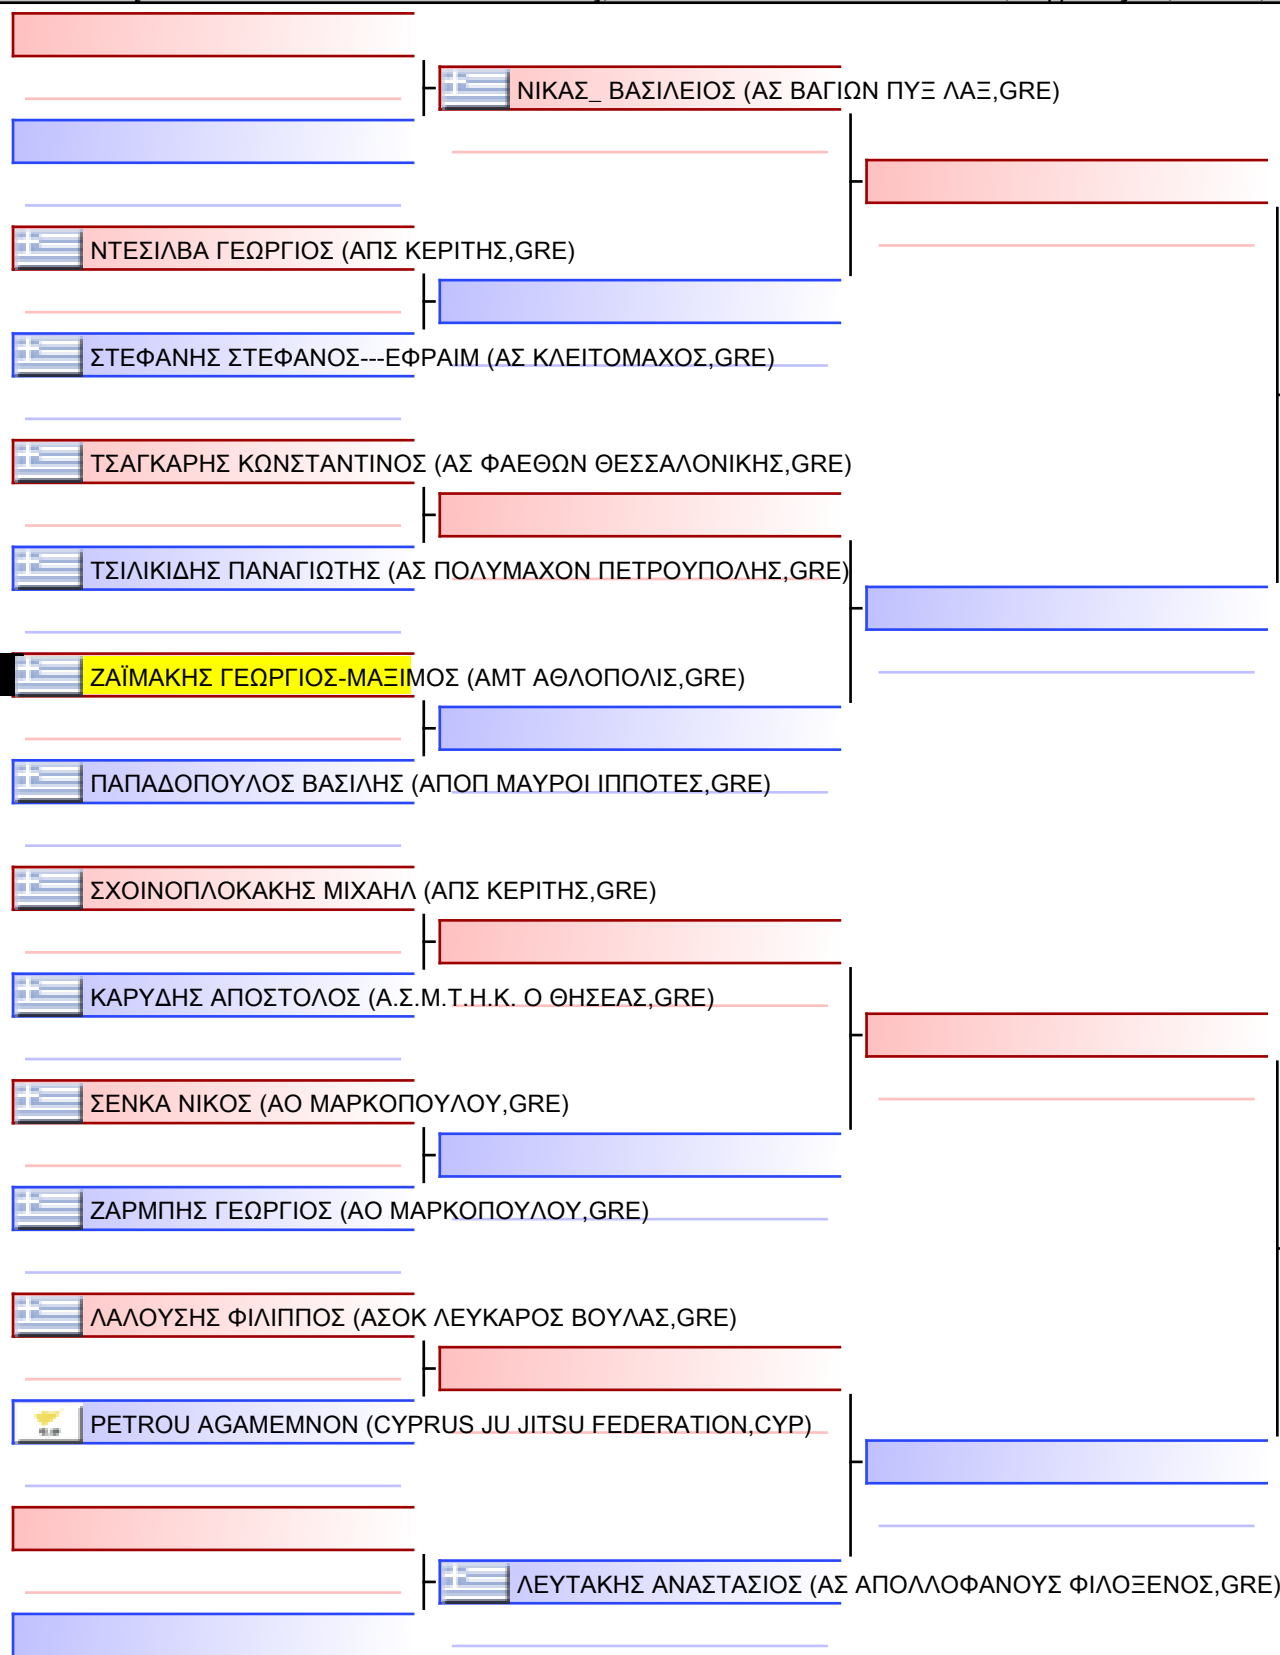 ΝΙΚΑΣ_ ΒΑΣΙΛΕΙΟΣ (ΑΣ ΒΑΓΙΩΝ ΠΥΞ ΛΑΞ,GRE)
ΝΤΕΣΙΛΒΑ ΓΕΩΡΓΙΟΣ (ΑΠΣ ΚΕΡΙΤΗΣ,GRE)
ΣΤΕΦΑΝΗΣ ΣΤΕΦΑΝΟΣ---ΕΦΡΑΙΜ (ΑΣ ΚΛΕΙΤΟΜΑΧΟΣ,GRE)
ΤΣΑΓΚΑΡΗΣ ΚΩΝΣΤΑΝΤΙΝΟΣ (ΑΣ ΦΑΕΘΩΝ ΘΕΣΣΑΛΟΝΙΚΗΣ,GRE)
ΤΣΙΛΙΚΙΔΗΣ ΠΑΝΑΓΙΩΤΗΣ (ΑΣ ΠΟΛΥΜΑΧΟΝ ΠΕΤΡΟΥΠΟΛΗΣ,GRE)
ΖΑΪΜΑΚΗΣ ΓΕΩΡΓΙΟΣ-ΜΑΞΙΜΟΣ (ΑΜΤ ΑΘΛΟΠΟΛΙΣ,GRE)
ΠΑΠΑΔΟΠΟΥΛΟΣ ΒΑΣΙΛΗΣ (ΑΠΟΠ ΜΑΥΡΟΙ ΙΠΠΟΤΕΣ,GRE)
ΣΧΟΙΝΟΠΛΟΚΑΚΗΣ ΜΙΧΑΗΛ (ΑΠΣ ΚΕΡΙΤΗΣ,GRE)
ΚΑΡΥΔΗΣ ΑΠΟΣΤΟΛΟΣ (Α.Σ.Μ.Τ.Η.Κ. Ο ΘΗΣΕΑΣ,GRE)
ΣΕΝΚΑ ΝΙΚΟΣ (ΑΟ ΜΑΡΚΟΠΟΥΛΟΥ,GRE)
ΖΑΡΜΠΗΣ ΓΕΩΡΓΙΟΣ (ΑΟ ΜΑΡΚΟΠΟΥΛΟΥ,GRE)
ΛΑΛΟΥΣΗΣ ΦΙΛΙΠΠΟΣ (ΑΣΟΚ ΛΕΥΚΑΡΟΣ ΒΟΥΛΑΣ,GRE)
PETROU AGAMEMNON (CYPRUS JU JITSU FEDERATION,CYP)
ΛΕΥΤΑΚΗΣ ΑΝΑΣΤΑΣΙΟΣ (ΑΣ ΑΠΟΛΛΟΦΑΝΟΥΣ ΦΙΛΟΞΕΝΟΣ,GRE)